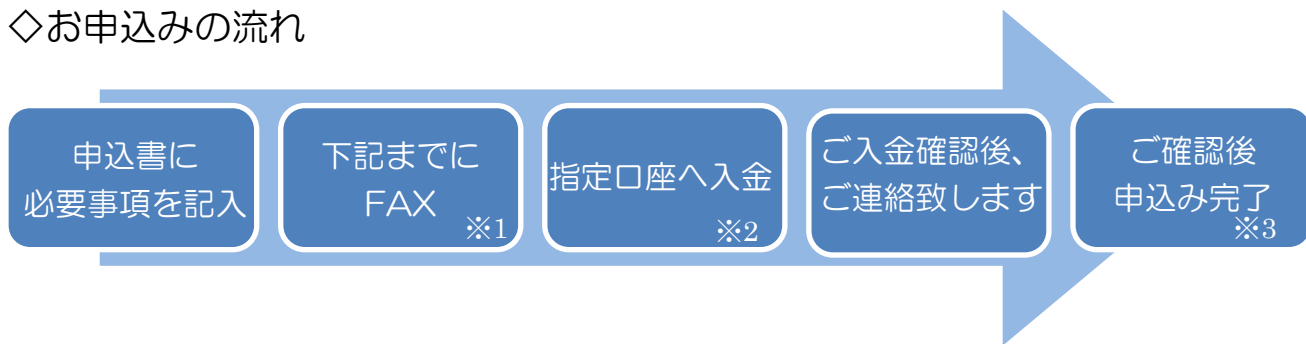 ◇お申込みの流れ
申込書に
必要事項を記入
下記までに
FAX
※1
指定口座へ入金
※2
ご入金確認後、
ご連絡致します
ご確認後
申込み完了
※3